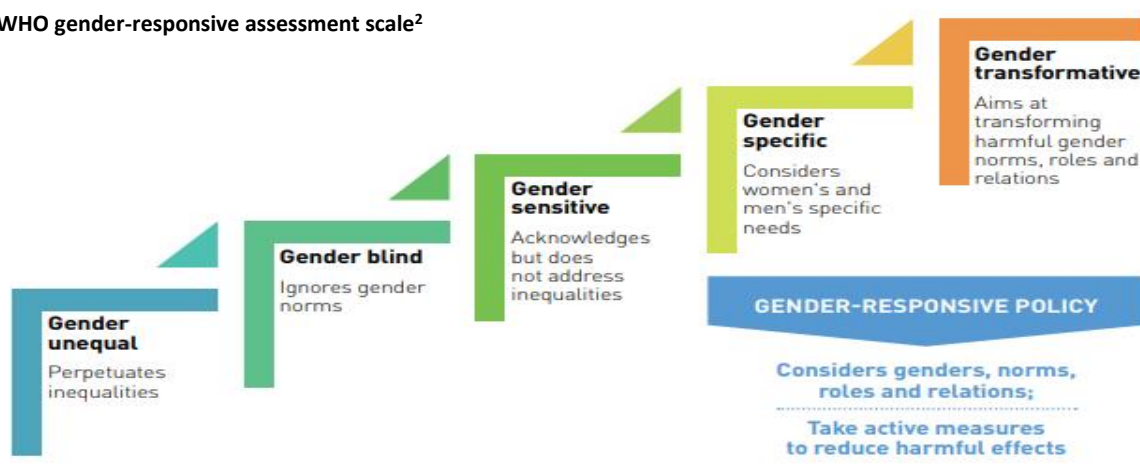 WHO gender-responsive assessment scale²
Gender
unequal
Perpetuates
inequalities
Gender blind
Ignores gender
norms
Gender
sensitive
Acknowledges
but does
not address
inequalities
Gender
specific
Considers
women's and
men's specific
needs
Gender
transformative
Aims at
transforming
harmful gender
norms, roles and
relations
GENDER-RESPONSIVE POLICY
Considers genders, norms,
roles and relations;
Take active measures
to reduce harmful effects